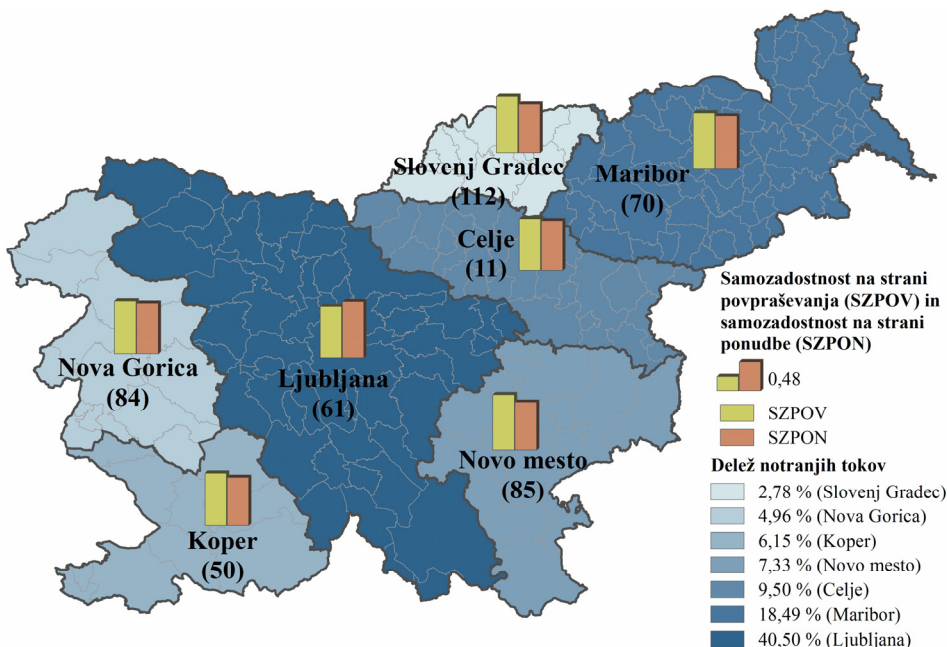 Slovenj Gradec
(112)
Maribor
(70)
Celje
(11)
Nova Gorica
(84)
Ljubljana
(61)
Novo mesto
(85)
Koper
(50)
Samozadostnost na strani
povpraševanja (SZPOV) in
samozadostnost na strani
ponudbe (SZPON)
0,48
SZPOV
SZPON
Delež notranjih tokov
2,78 % (Slovenj Gradec)
4,96 % (Nova Gorica)
6,15 % (Koper)
7,33 % (Novo mesto)
9,50 % (Celje)
18,49 % (Maribor)
40,50 % (Ljubljana)